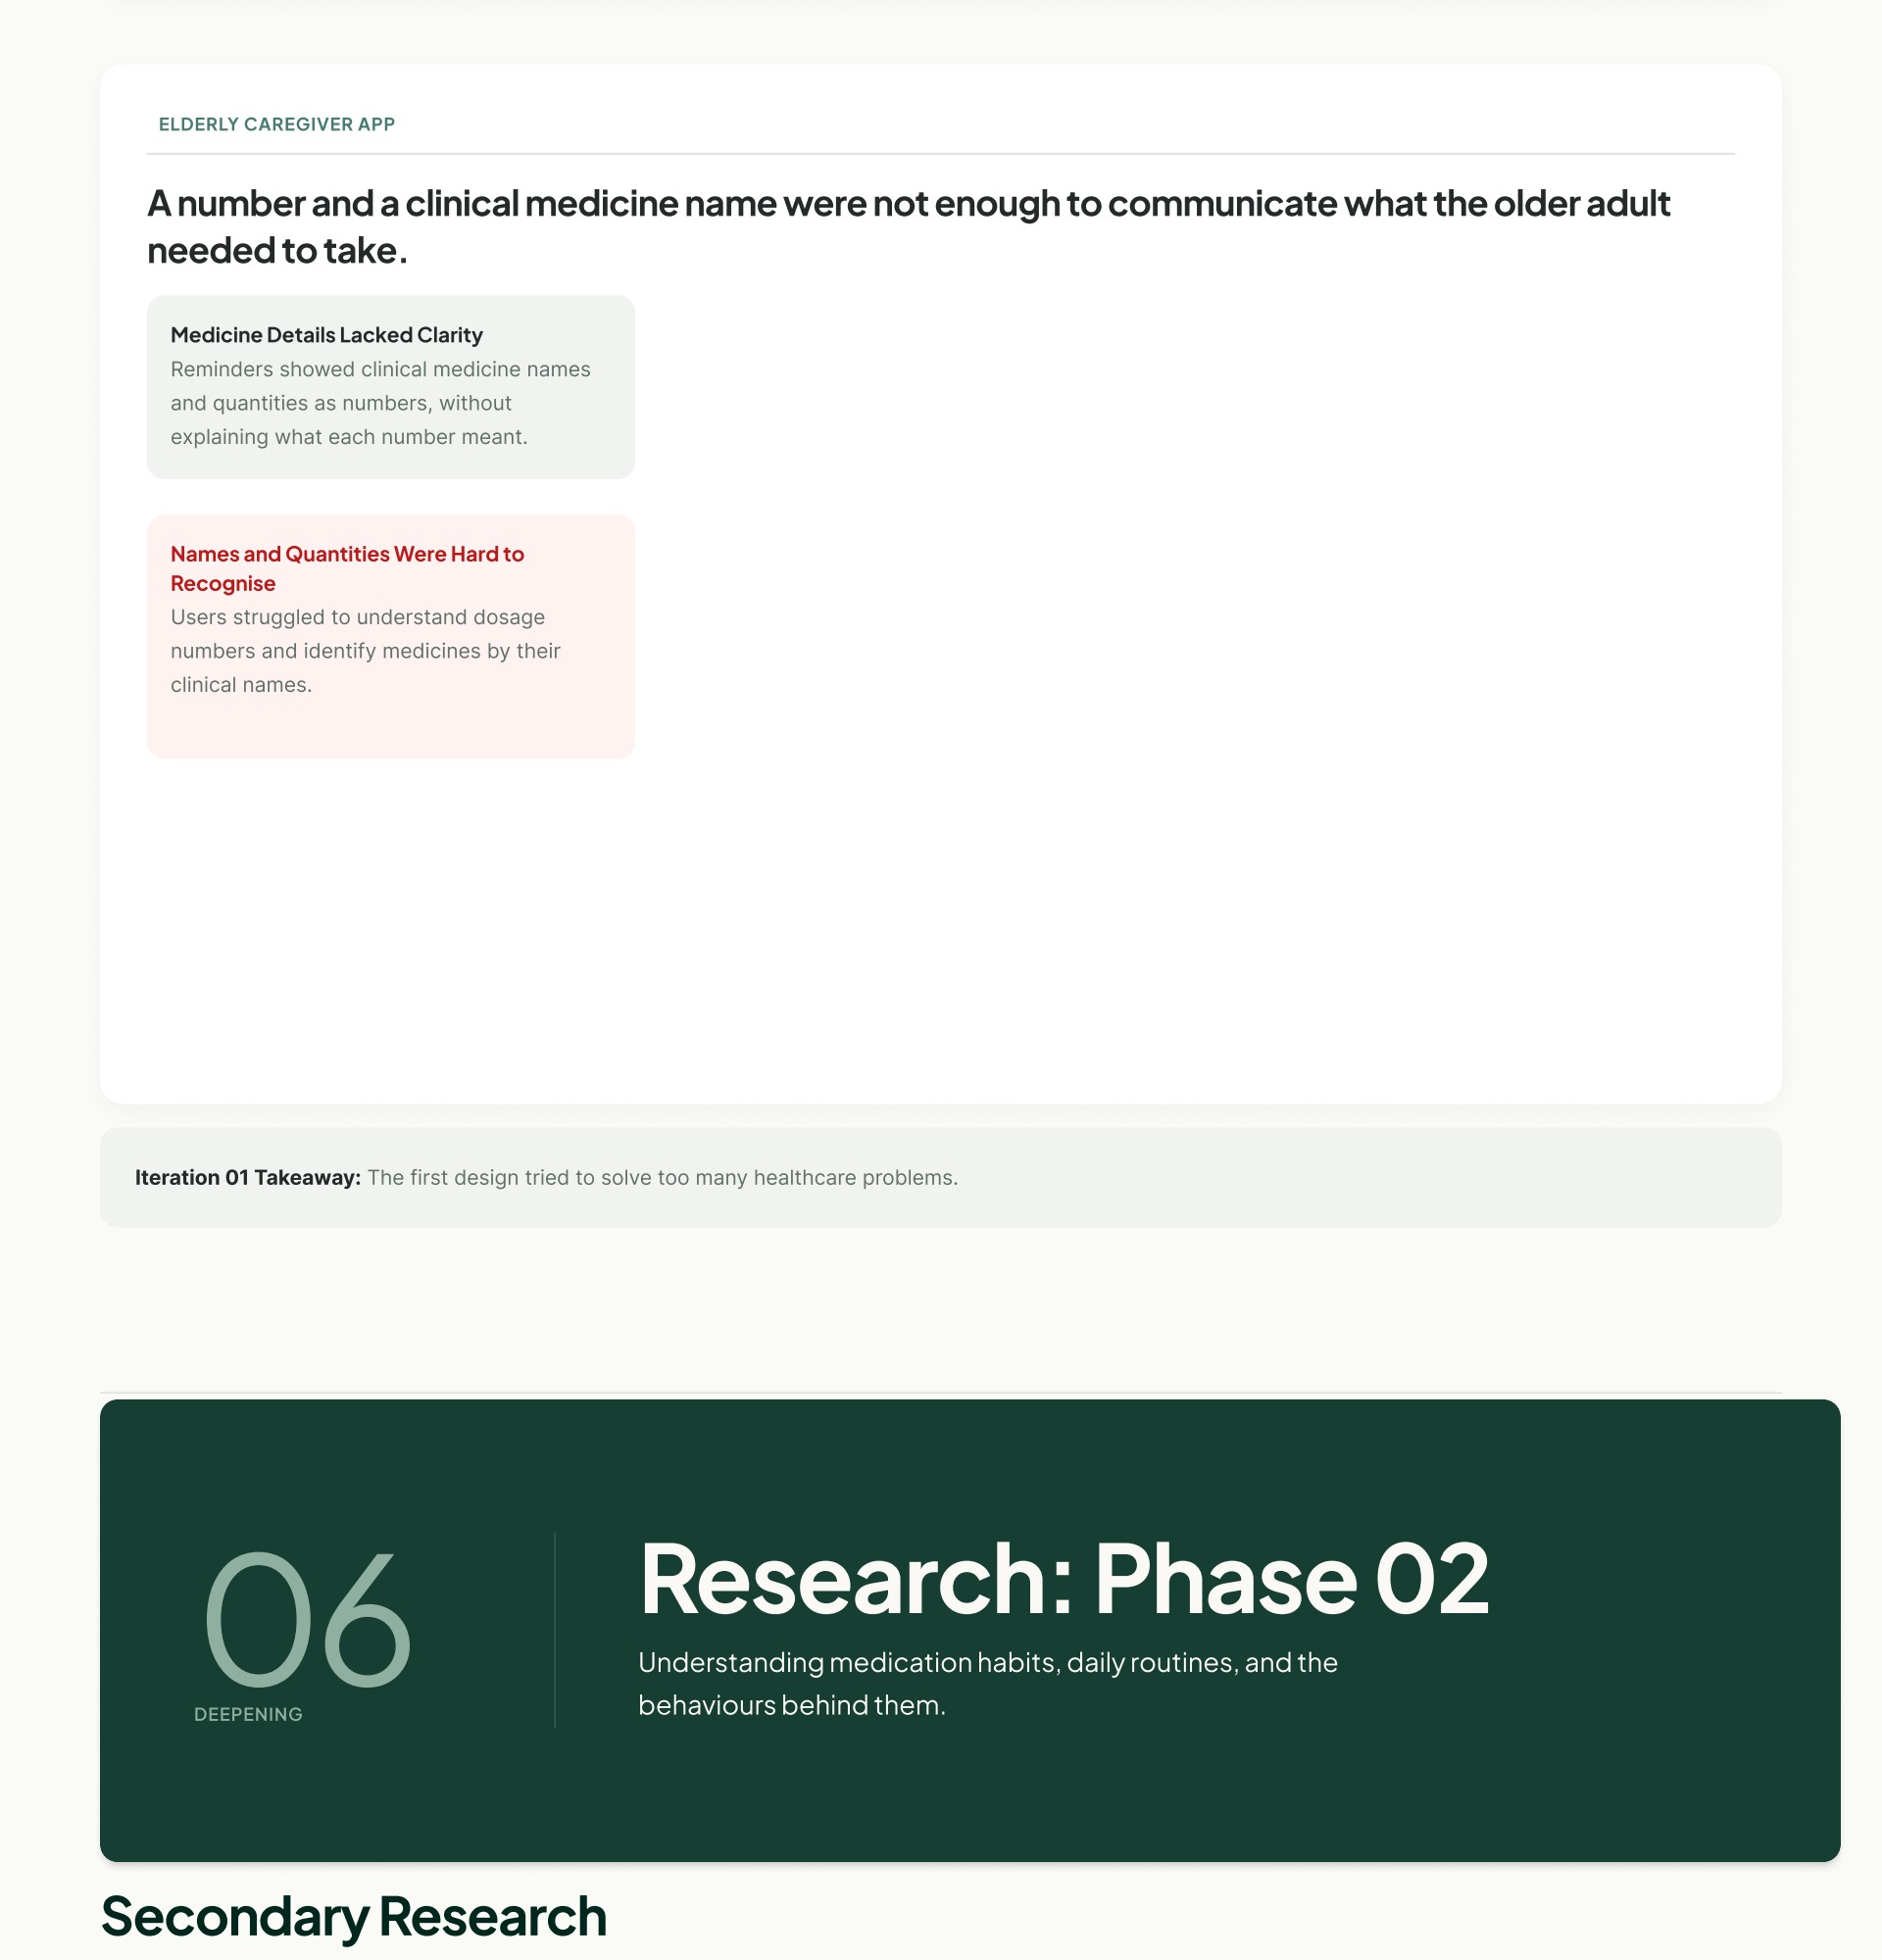 ELDERLY CAREGIVER APP
A number and a clinical medicine name were not enough to communicate what the older adult
needed to take.
Medicine Details Lacked Clarity
Reminders showed clinical medicine names
and quantities as numbers, without
explaining what each number meant.
Names and Quantities Were Hard to
Recognise
Users struggled to understand dosage
numbers and identify medicines by their
clinical names.
Iteration 01 Takeaway: The first design tried to solve too many healthcare problems.
06
DEEPENING
Research: Phase 02
Understanding medication habits, daily routines, and the
behaviours behind them.
Secondary Research